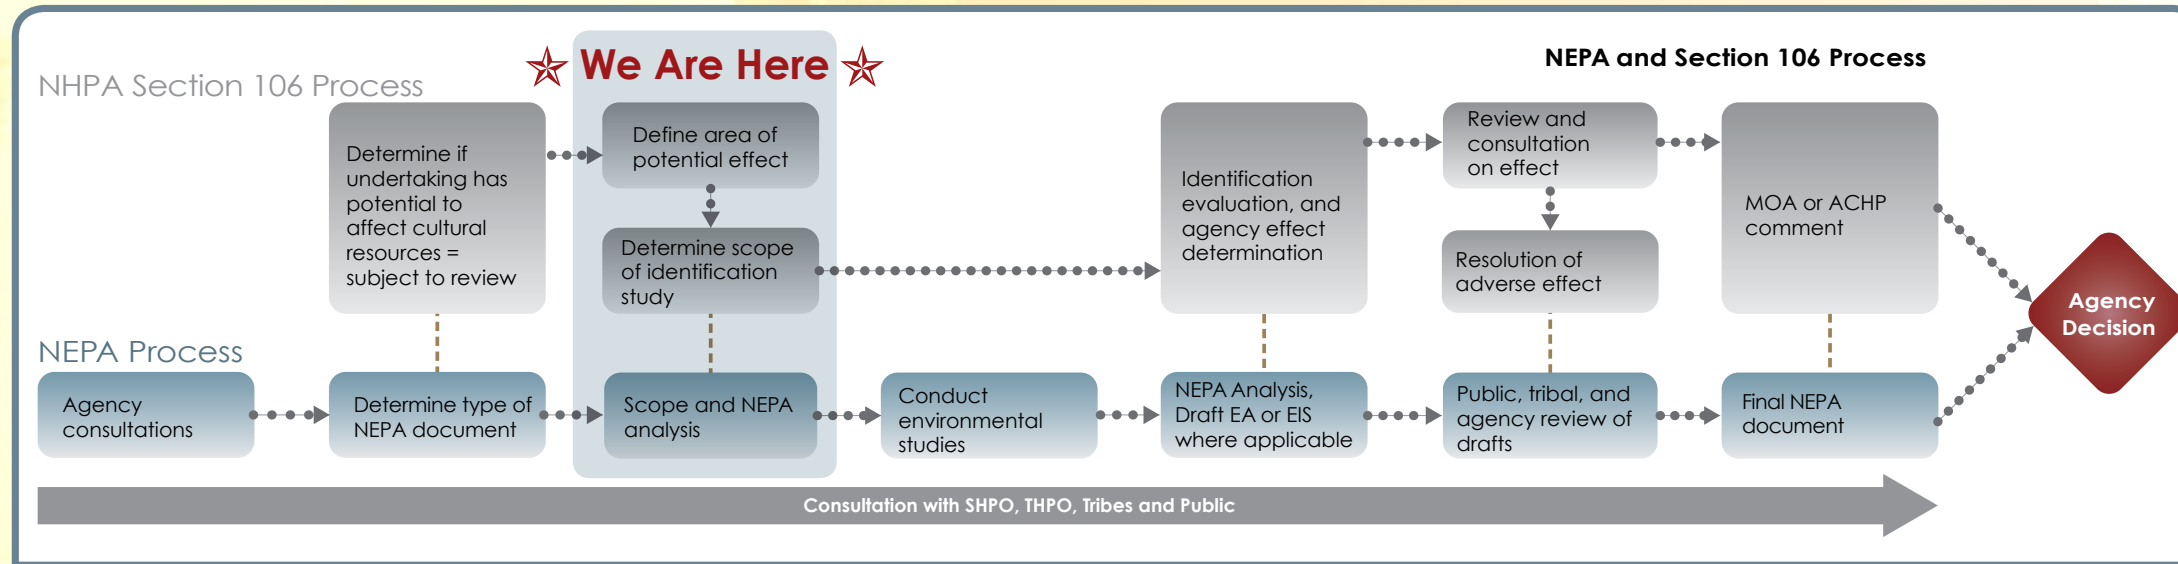 We Are Here
NEPA and Section 106 Process
NHPA Section 106 Process
Determine if
undertaking has
potential to
affect cultural
resources =
subject to review
Define area of
potential effect
Determine scope
of identification
study
Identification
evaluation, and
agency effect
determination
Review and
consultation
on effect
Resolution of
adverse effect
MOA or ACHP
comment
Agency
Decision
NEPA Process
Agency
consultations
Determine type of
NEPA document
Scope and NEPA
analysis
Conduct
environmental
studies
NEPA Analysis,
Draft EA or EIS
where applicable
Public, tribal, and
agency review of
drafts
Final NEPA
document
Consultation with SHPO, THPO, Tribes and Public